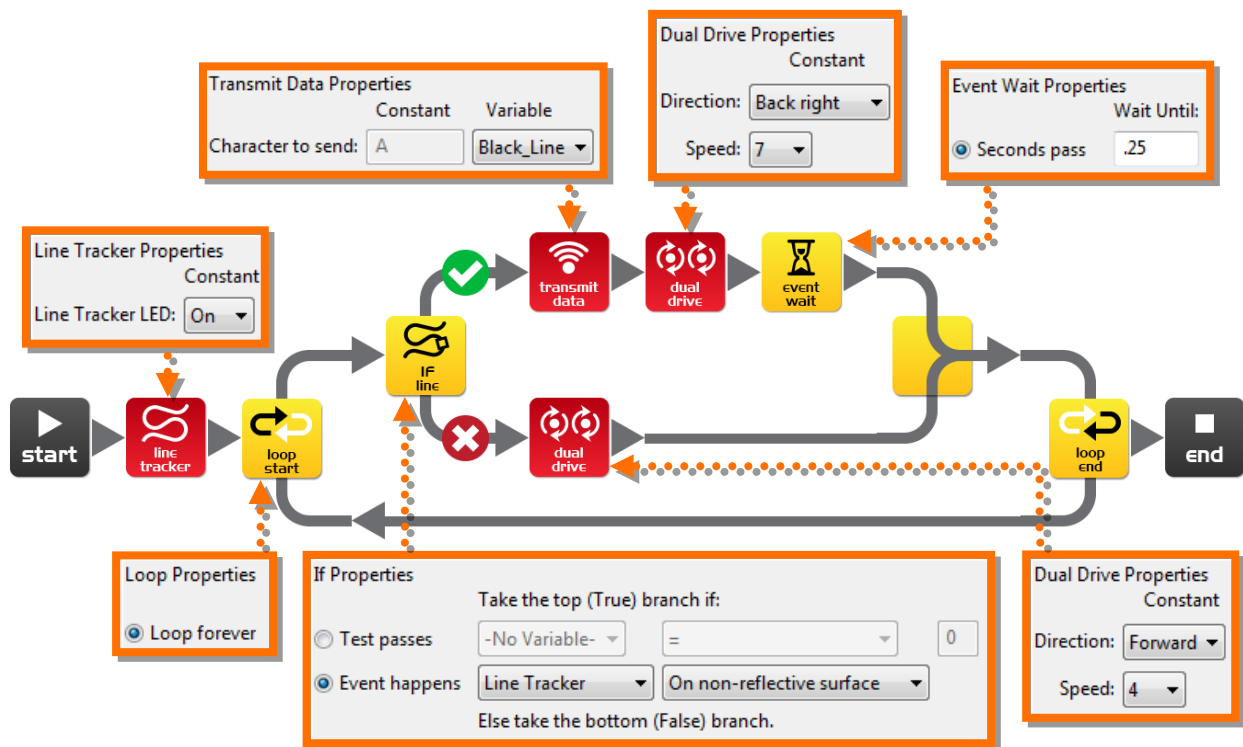 Dual Drive Properties
Constant
Direction: Back right
Speed: 7
Transmit Data Properties
Constant Variable
Character to send: A Black_Line
Event Wait Properties
Wait Until:
Seconds pass .25
Line Tracker Properties
Constant
Line Tracker LED: On
transmit
data
dual
drive
event
wait
IF
line
start
line
tracker
loop
start
dual
drive
loop
end
end
Loop Properties
Loop forever
If Properties
Take the top (True) branch if:
Test passes -No Variable- = 0
Event happens Line Tracker On non-reflective surface
Else take the bottom (False) branch.
Dual Drive Properties
Constant
Direction: Forward
Speed: 4